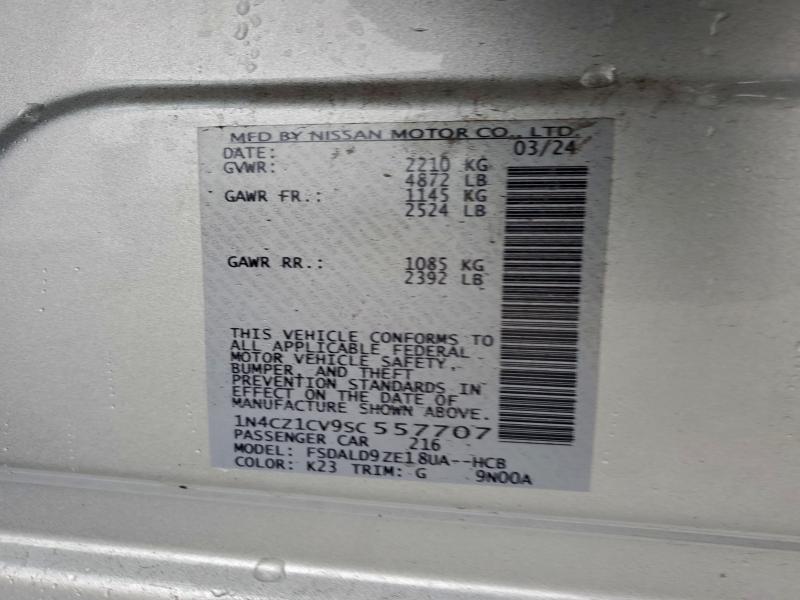 MFD BY NISSAN MOTOR CO., LTD.
DATE: 03/24
GVWR: 2210 KG
4872 LB
GAWR FR.: 1145 KG
2524 LB
GAWR RR.: 1085 KG
2392 LB
THIS VEHICLE CONFORMS TO
ALL APPLICABLE FEDERAL
MOTOR VEHICLE SAFETY,
BUMPER, AND THEFT
PREVENTION STANDARDS IN
EFFECT ON THE DATE OF
MANUFACTURE SHOWN ABOVE.
1N4CZ1CV9SC557707
PASSENGER CAR 216
MODEL: FSDALD9ZE18UA--HCB
COLOR: K23 TRIM: G 9N00A